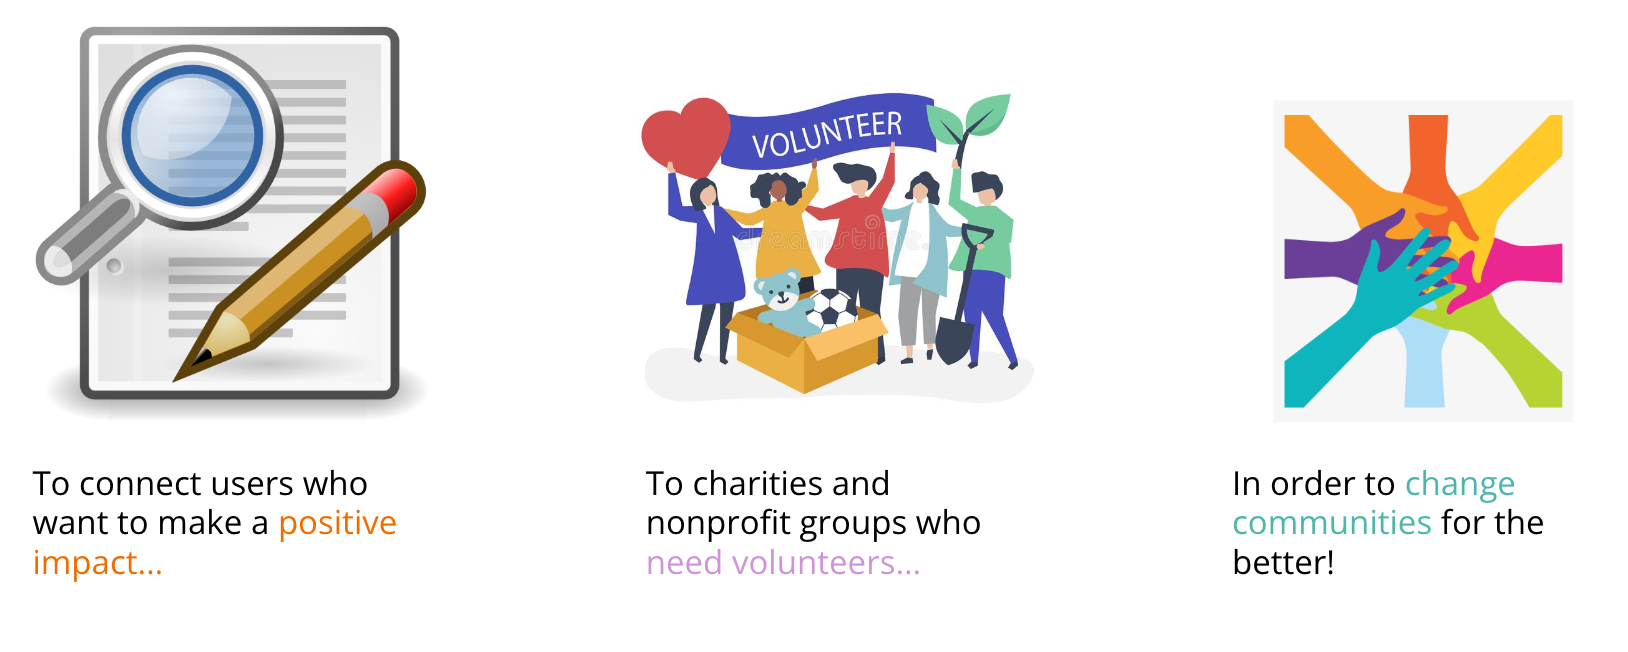 VOLUNTEER
dreamstime.
To connect users who
want to make a positive
impact...
To charities and
nonprofit groups who
need volunteers...
In order to change
communities for the
better!